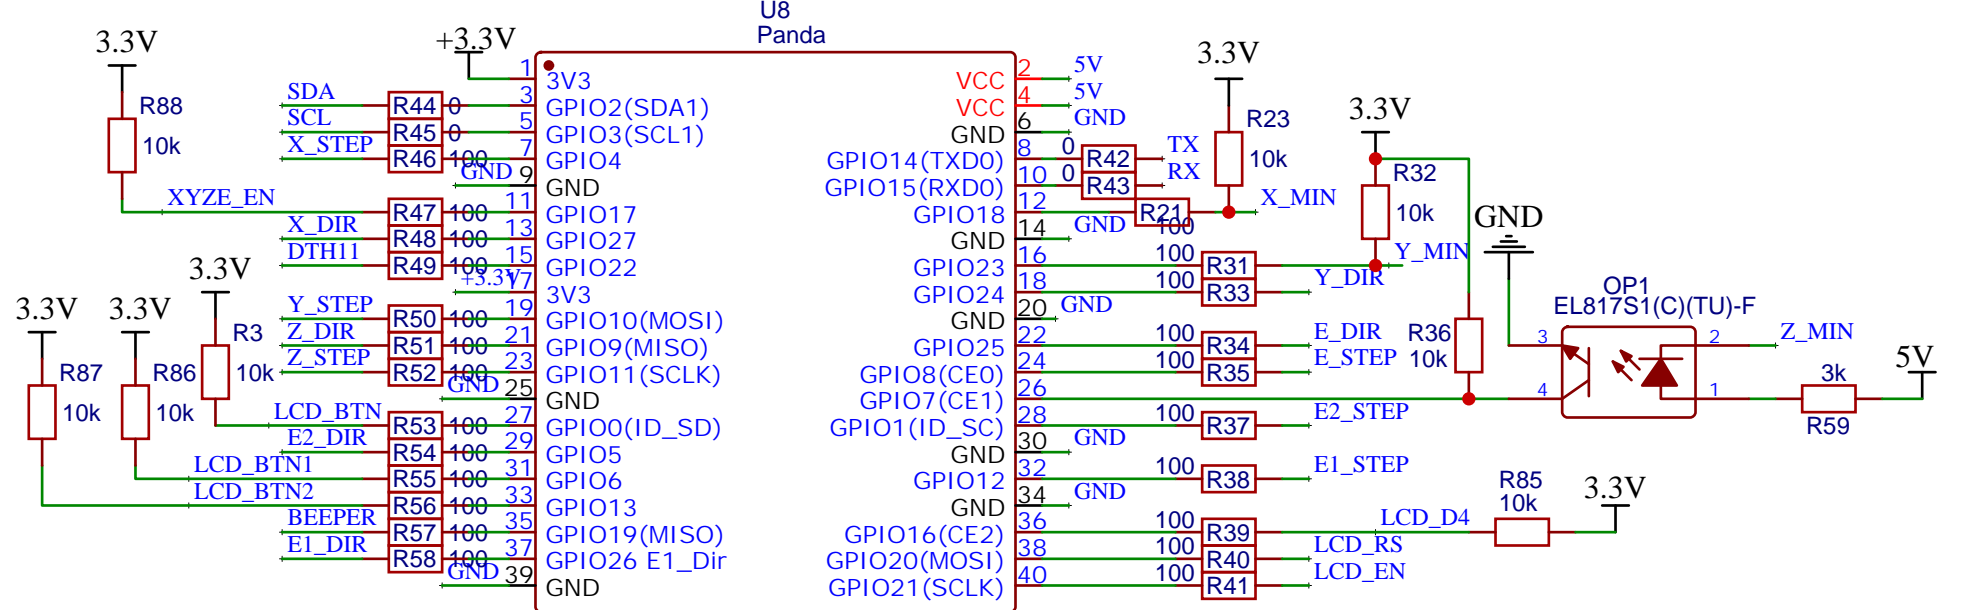 U8
Panda
3.3V
R88
10k
XYZE_EN
+3.3V
SDA R44 0
SCL R45 0
X_STEP R46 100
GND
R47 100
X_DIR R48 100
DTH11 R49 100
+3.3V
Y_STEP R50 100
Z_DIR R51 100
Z_STEP R52 100
GND
LCD_BTN R53 100
E2_DIR R54 100
LCD_BTN1 R55 100
LCD_BTN2 R56 100
BEEPER R57 100
E1_DIR R58 100
GND
3.3V
R3
10k
3.3V
R87
10k
3.3V
R86
10k
1 3V3
3 GPIO2(SDA1)
5 GPIO3(SCL1)
7 GPIO4
9 GND
11 GPIO17
13 GPIO27
15 GPIO22
17 3V3
19 GPIO10(MOSI)
21 GPIO9(MISO)
23 GPIO11(SCLK)
25 GND
27 GPIO0(ID_SD)
29 GPIO5
31 GPIO6
33 GPIO13
35 GPIO19(MISO)
37 GPIO26 E1_Dir
39 GND
VCC 2 5V
VCC 4 5V
GND 6 GND
GPIO14(TXD0) 8 0 R42 TX
GPIO15(RXD0) 10 0 R43 RX
GPIO18 12 R21 100 X_MIN
GND 14 GND
GPIO23 16 100 R31 Y_MIN
GPIO24 18 100 R33 Y_DIR
GND 20 GND
GPIO25 22 100 R34 E_DIR
GPIO8(CE0) 24 100 R35 E_STEP
GPIO7(CE1) 26
GPIO1(ID_SC) 28 100 R37 E2_STEP
GND 30 GND
GPIO12 32 100 R38 E1_STEP
GND 34 GND
GPIO16(CE2) 36 100 R39 LCD_D4
GPIO20(MOSI) 38 100 R40 LCD_RS
GPIO21(SCLK) 40 100 R41 LCD_EN
3.3V
R23
10k
3.3V
R32
10k
GND
R36
10k
OP1
EL817S1(C)(TU)-F
3
4
2
1
Z_MIN
3k
R59
5V
R85
10k
3.3V